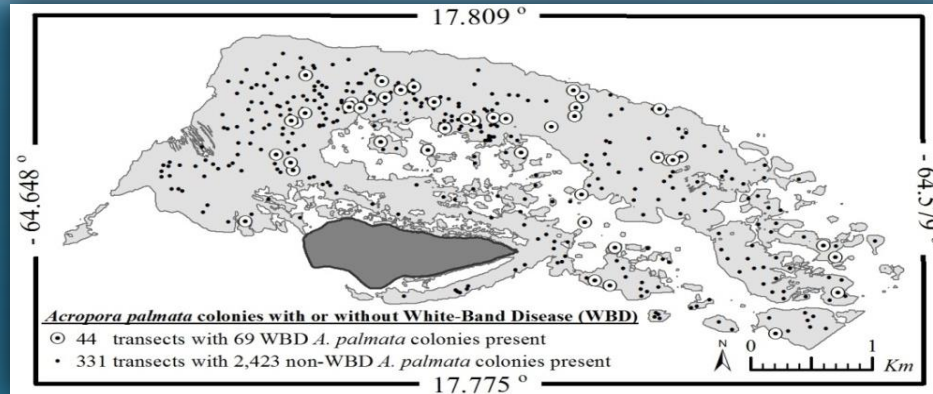 17.809 °
- 64.648 °
- 64.579 °
Acropora palmata colonies with or without White-Band Disease (WBD)
44 transects with 69 WBD A. palmata colonies present
331 transects with 2,423 non-WBD A. palmata colonies present
N
0 1
Km
17.775 °